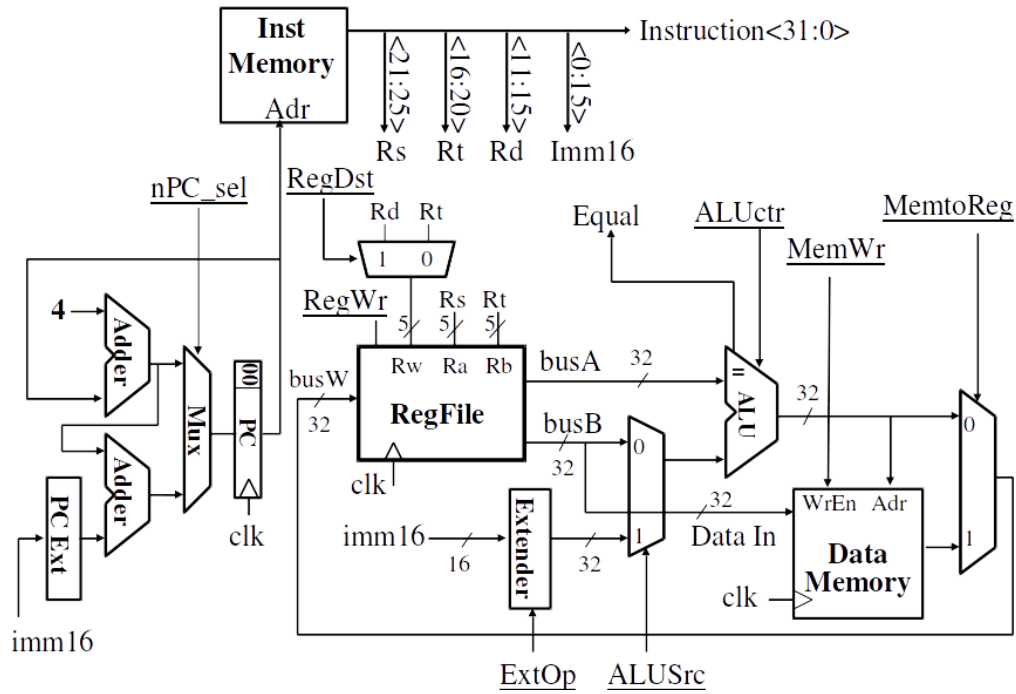 Inst
Memory
Adr
Instruction<31:0>
<21:25>
<16:20>
<11:15>
<0:15>
Rs
Rt
Rd
Imm16
nPC_sel
RegDst
Rd
Rt
1
0
Equal
ALUctr
MemWr
MemtoReg
4
Adder
RegWr
5
Rs
5
Rt
5
busW
32
Rw
Ra
Rb
RegFile
clk
busA
32
busB
32
=
ALU
32
0
00
PC
Mux
clk
Adder
PC Ext
imm16
imm16
16
Extender
32
0
1
32
Data In
WrEn
Adr
Data
Memory
clk
1
ExtOp
ALUSrc